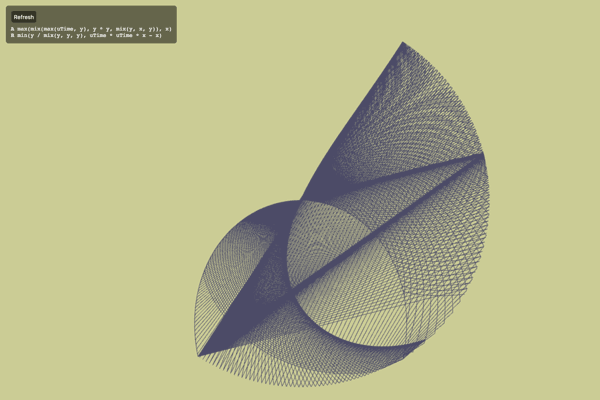 Refresh
A max(min(max(uTime, y), y * y, mix(y, x, y)), x)
B min(y / mix(y, y, y), uTime * uTime * x - x)